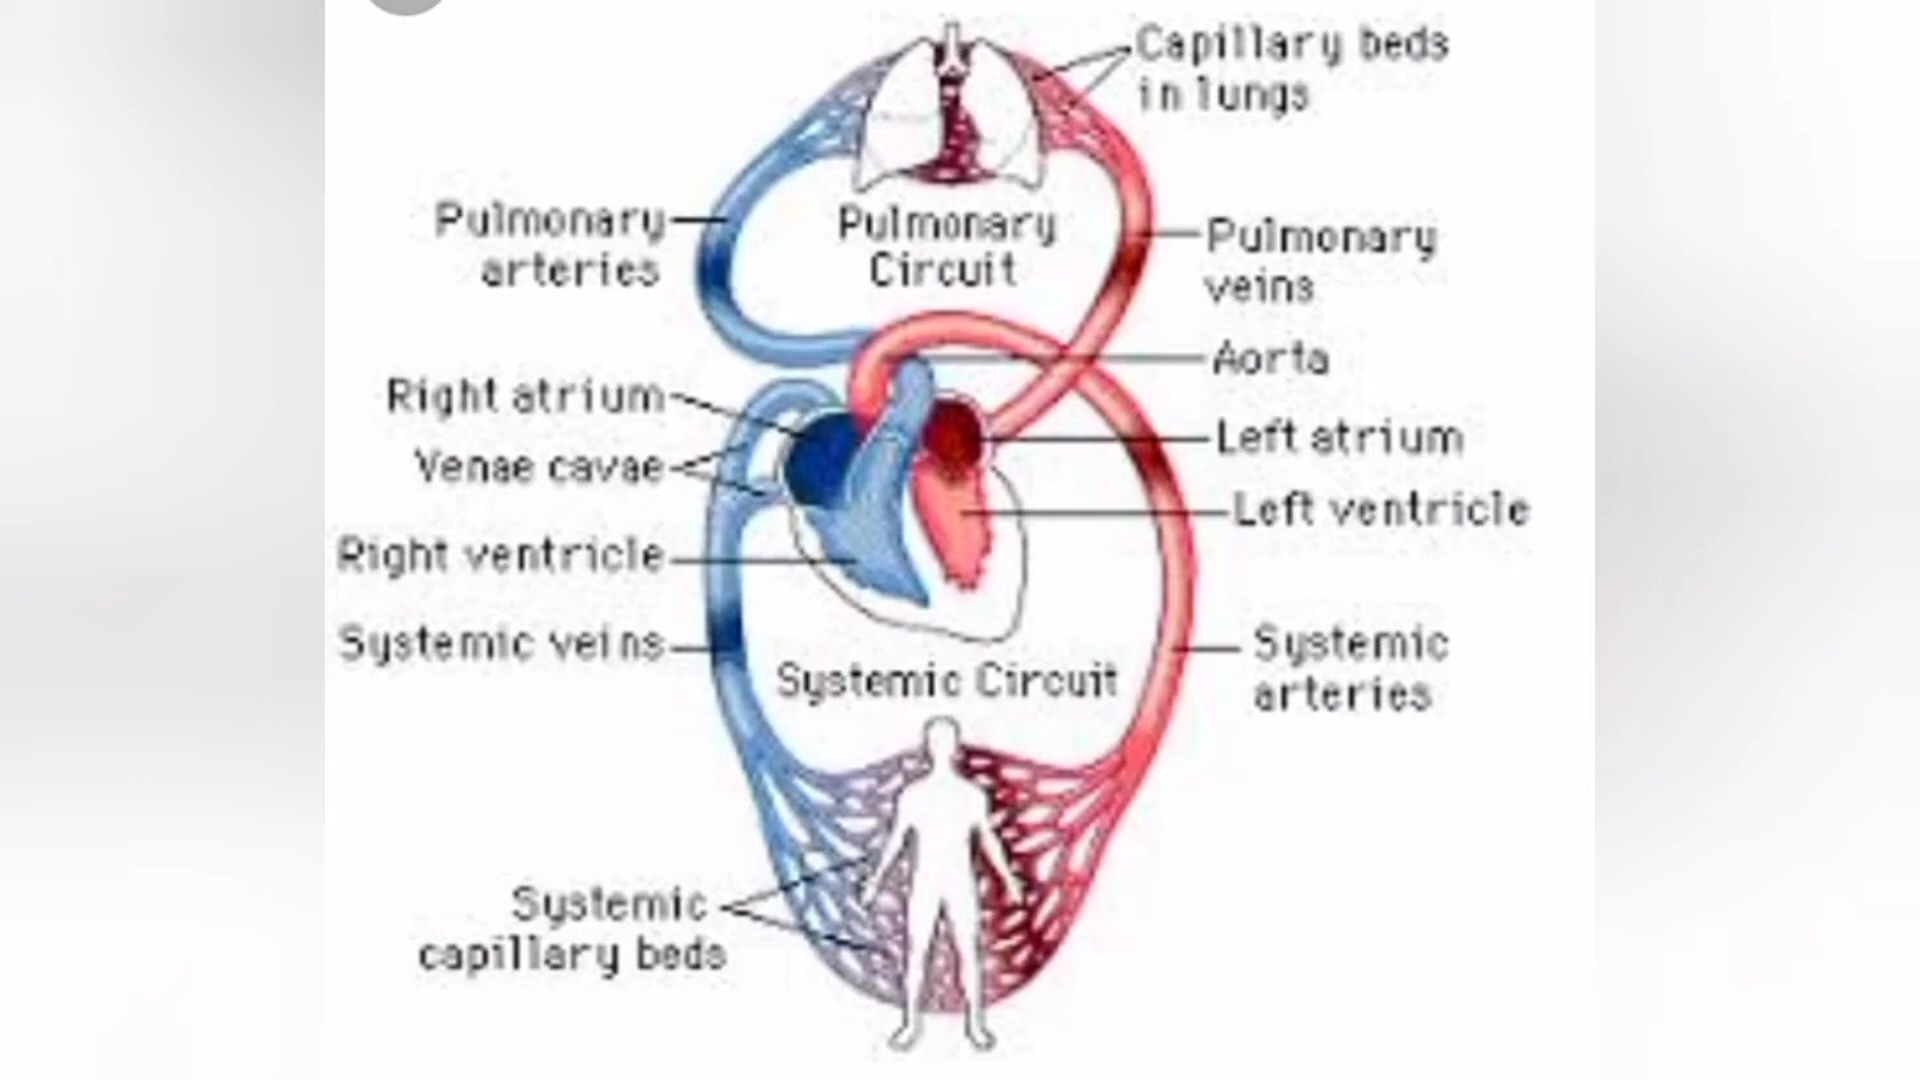 Capillary beds
in lungs
Pulmonary
arteries
Pulmonary
Circuit
Pulmonary
veins
Aorta
Right atrium
Left atrium
Venae cavae
Left ventricle
Right ventricle
Systemic veins
Systemic
arteries
Systemic Circuit
Systemic
capillary beds